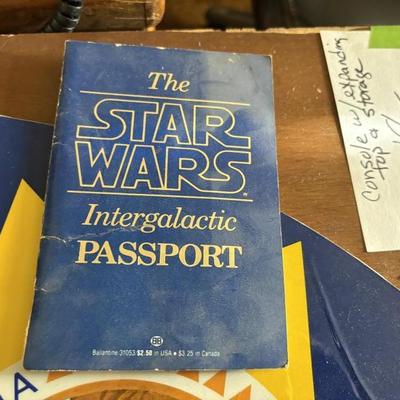 The
STAR
WARS
TM
Intergalactic
PASSPORT
BB
Ballantine 31053/$2.50 in USA • $3.25 in Canada
Console w/ expanding
top & storage